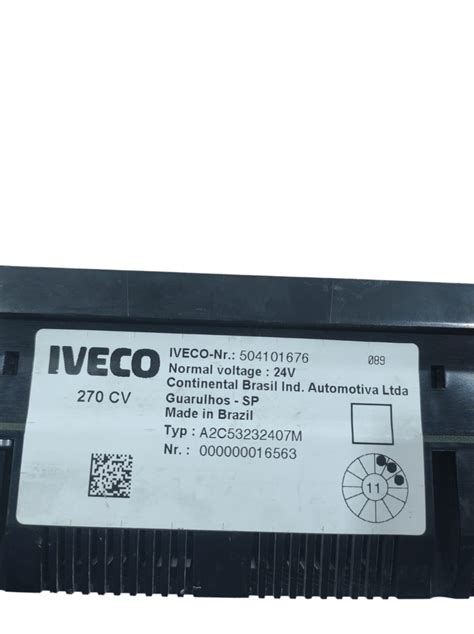 IVECO
270 CV
IVECO-Nr.: 504101676
089
Normal voltage : 24V
Continental Brasil Ind. Automotiva Ltda
Guarulhos - SP
Made in Brazil
Typ : A2C53232407M
Nr. : 000000016563
11